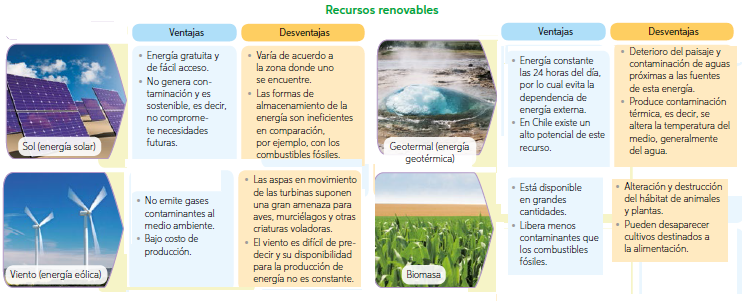 Recursos renovables
Ventajas
Desventajas
Sol (energía solar)
• Energía gratuita y
de fácil acceso.
• No genera con-
taminación y es
sostenible, es decir,
no comprome-
te necesidades
futuras.
• Varía de acuerdo a
la zona donde uno
se encuentre.
• Las formas de
almacenamiento de la
energía son ineficientes
en comparación,
por ejemplo, con los
combustibles fósiles.
Viento (energía eólica)
• No emite gases
contaminantes al
medio ambiente.
• Bajo costo de
producción.
• Las aspas en movimiento
de las turbinas suponen
una gran amenaza para
aves, murciélagos y otras
criaturas voladoras.
• El viento es difícil de pre-
decir y su disponibilidad
para la producción de
energía no es constante.
Ventajas
Desventajas
Geotermal (energía
geotérmica)
• Energía constante
las 24 horas del día,
por lo cual evita la
dependencia de
energía externa.
• En Chile existe un
alto potencial de este
recurso.
• Deterioro del paisaje y
contaminación de aguas
próximas a las fuentes
de esta energía.
• Produce contaminación
térmica, es decir, se
altera la temperatura del
medio, generalmente
del agua.
Biomasa
• Está disponible
en grandes
cantidades.
• Libera menos
contaminantes que
los combustibles
fósiles.
• Alteración y destrucción
del hábitat de animales
y plantas.
• Pueden desaparecer
cultivos destinados a
la alimentación.